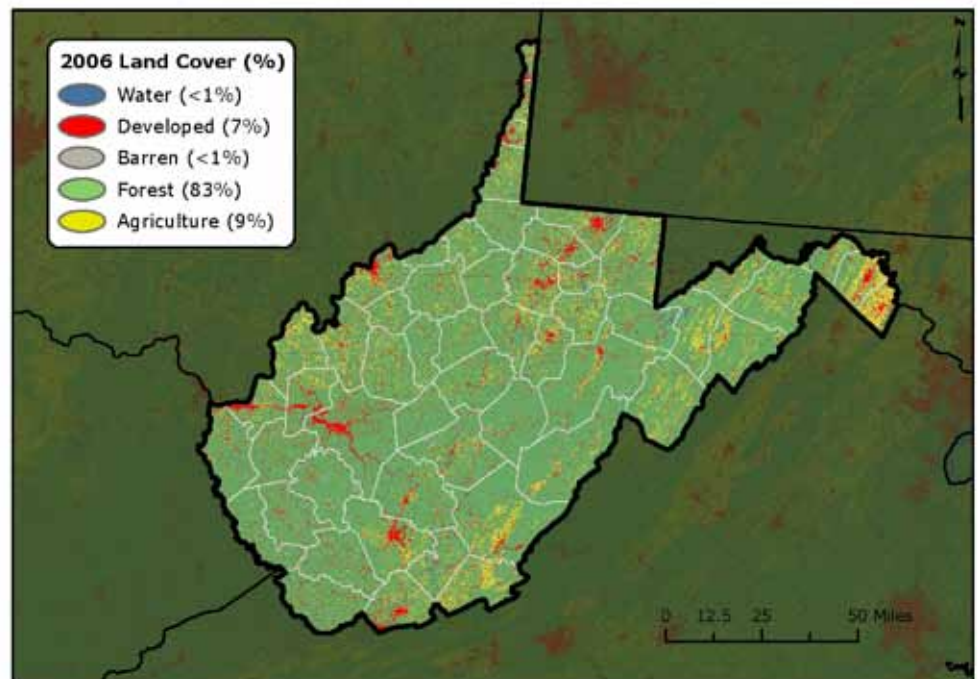 2006 Land Cover (%)
Water (<1%)
Developed (7%)
Barren (<1%)
Forest (83%)
Agriculture (9%)
0 12.5 25 50 Miles